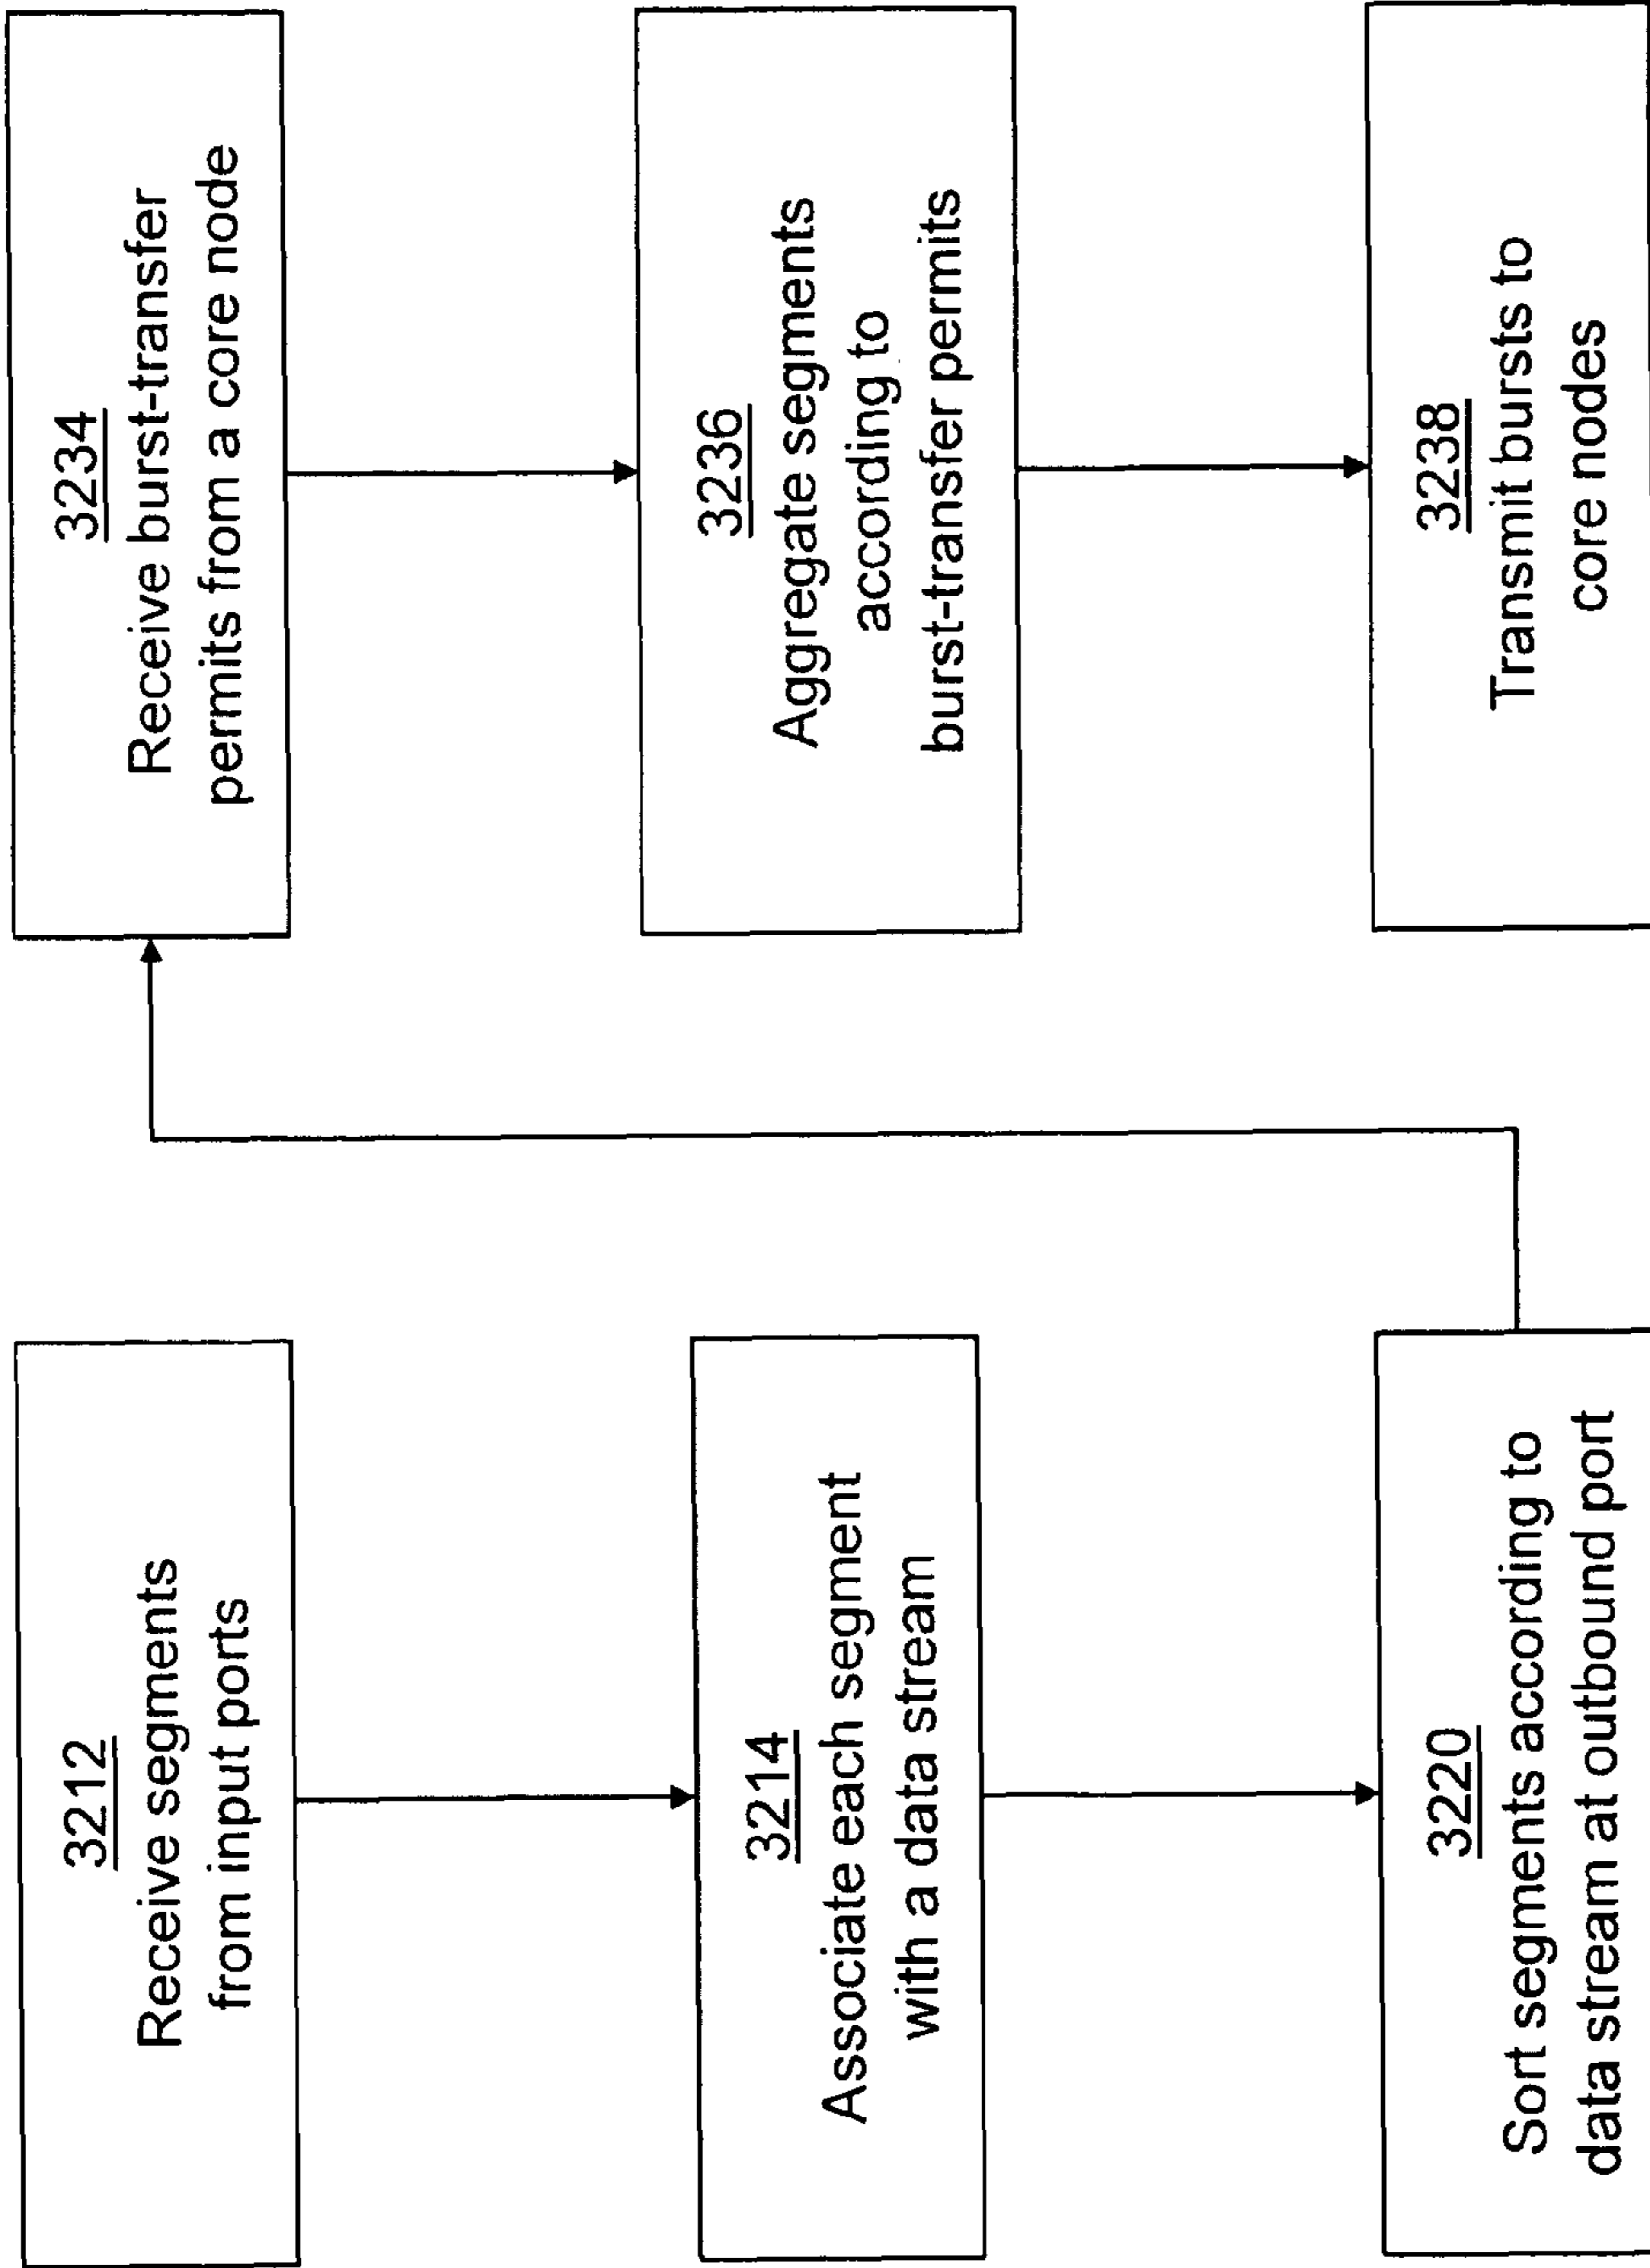 3212
Receive segments
from input ports
3214
Associate each segment
with a data stream
3220
Sort segments according to
data stream at outbound port
3234
Receive burst-transfer
permits from a core node
3236
Aggregate segments
according to
burst-transfer permits
3238
Transmit bursts to
core nodes